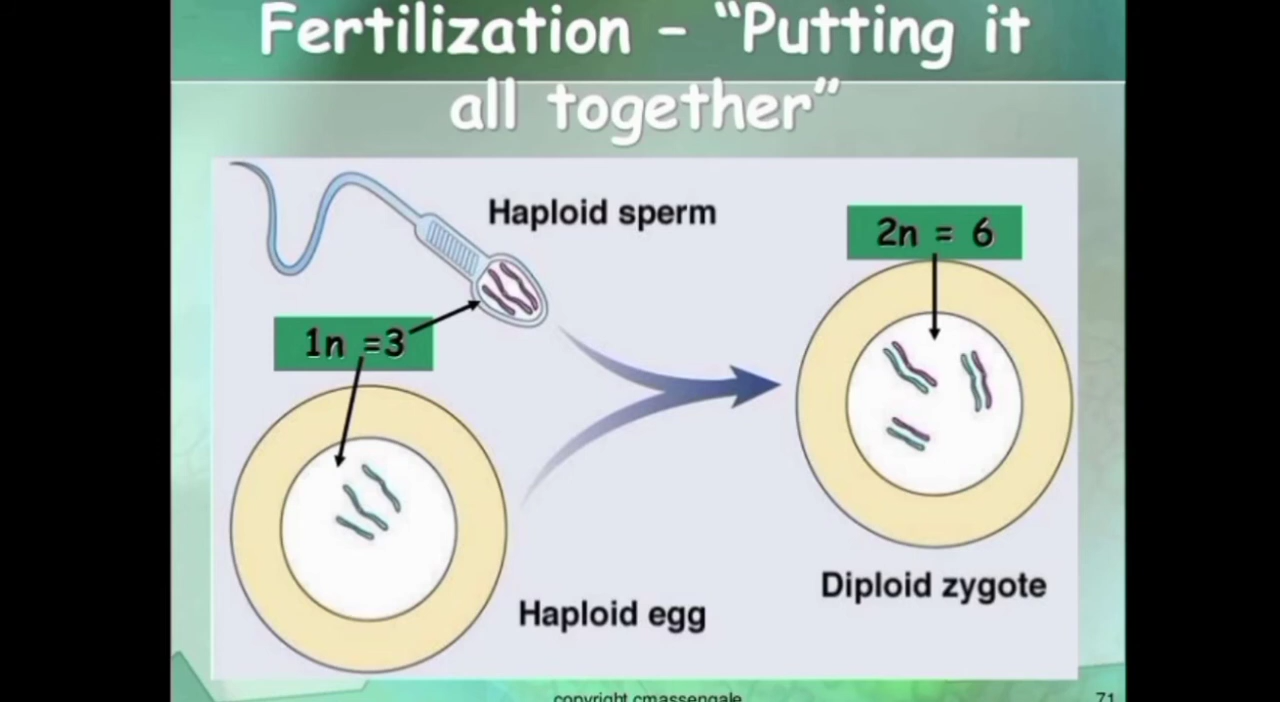 Fertilization – “Putting it
all together”
Haploid sperm
2n = 6
1n =3
Diploid zygote
Haploid egg
copyright cmassengale
71